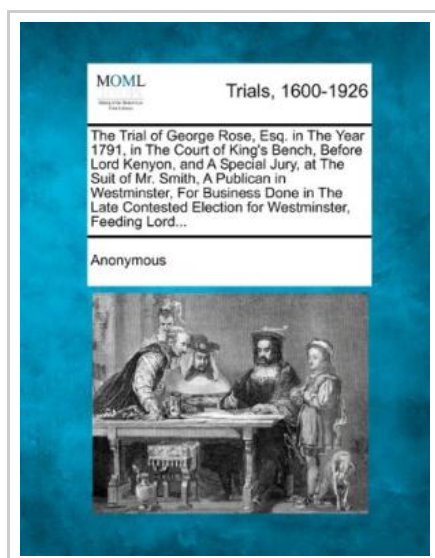 MOML
Trials, 1600-1926
The Trial of George Rose, Esq. in The Year
1791, in The Court of King's Bench, Before
Lord Kenyon, and A Special Jury, at The
Suit of Mr. Smith, A Publican in
Westminster, For Business Done in The
Late Contested Election for Westminster,
Feeding Lord...
Anonymous